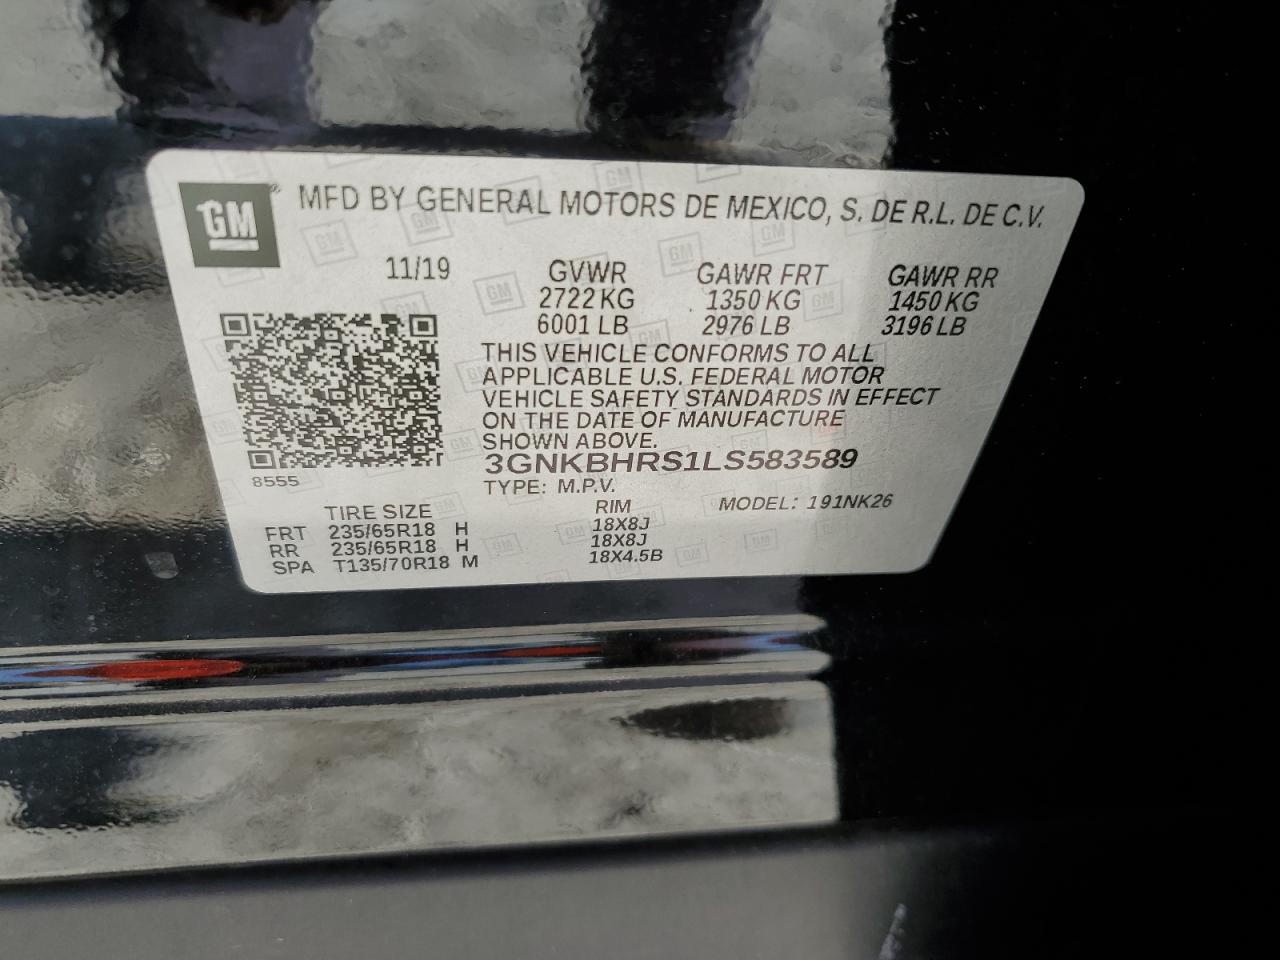 GM
MFD BY GENERAL MOTORS DE MEXICO, S. DE R.L. DE C.V.
11/19 GVWR GAWR FRT GAWR RR
2722 KG 1350 KG 1450 KG
6001 LB 2976 LB 3196 LB
THIS VEHICLE CONFORMS TO ALL
APPLICABLE U.S. FEDERAL MOTOR
VEHICLE SAFETY STANDARDS IN EFFECT
ON THE DATE OF MANUFACTURE
SHOWN ABOVE.
3GNKBHRS1LS583589
8555
TYPE: M.P.V. MODEL: 191NK26
TIRE SIZE RIM
FRT 235/65R18 H 18X8J
RR 235/65R18 H 18X8J
SPA T135/70R18 M 18X4.5B